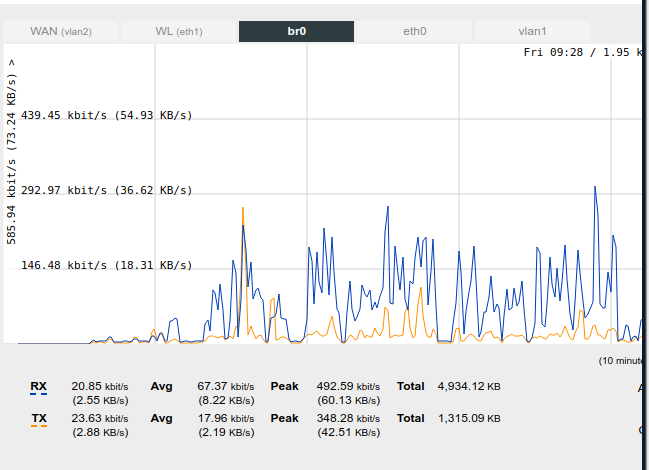 WAN (vlan2) WL (eth1) br0 eth0 vlan1
Fri 09:28 / 1.95 k
585.94 kbit/s (73.24 KB/s) >
439.45 kbit/s (54.93 KB/s)
292.97 kbit/s (36.62 KB/s)
146.48 kbit/s (18.31 KB/s)
(10 minute
RX 20.85 kbit/s Avg 67.37 kbit/s Peak 492.59 kbit/s Total 4,934.12 KB
(2.55 KB/s) (8.22 KB/s) (60.13 KB/s)
TX 23.63 kbit/s Avg 17.96 kbit/s Peak 348.28 kbit/s Total 1,315.09 KB
(2.88 KB/s) (2.19 KB/s) (42.51 KB/s)